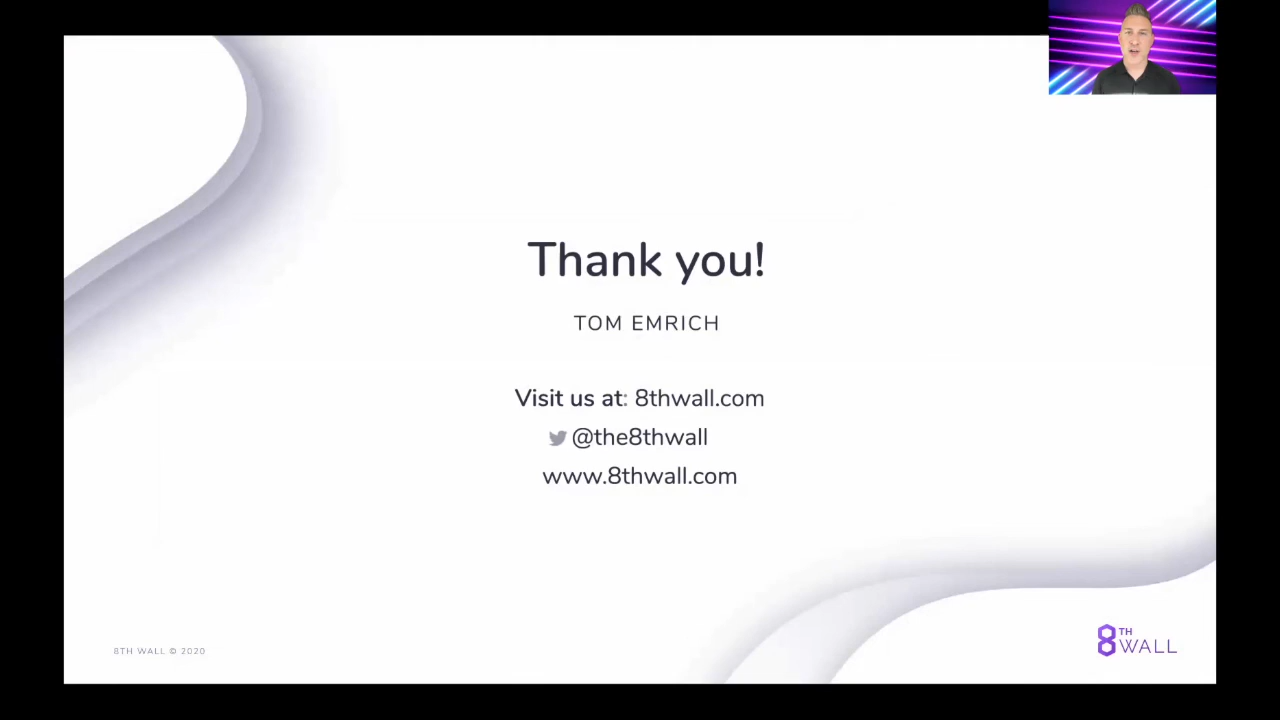 Thank you!
TOM EMRICH
Visit us at: 8thwall.com
@the8thwall
www.8thwall.com
8TH WALL © 2020
8TH WALL